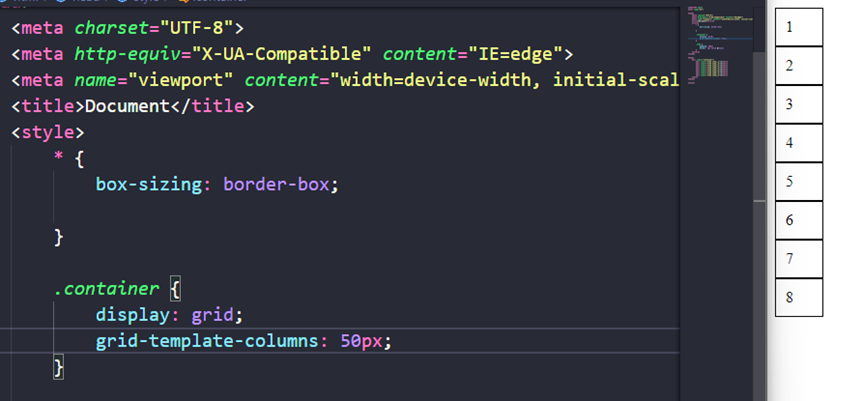 <meta charset="UTF-8">
<meta http-equiv="X-UA-Compatible" content="IE=edge">
<meta name="viewport" content="width=device-width, initial-scal
<title>Document</title>
<style>
* {
box-sizing: border-box;
}
.container {
display: grid;
grid-template-columns: 50px;
}
1
2
3
4
5
6
7
8